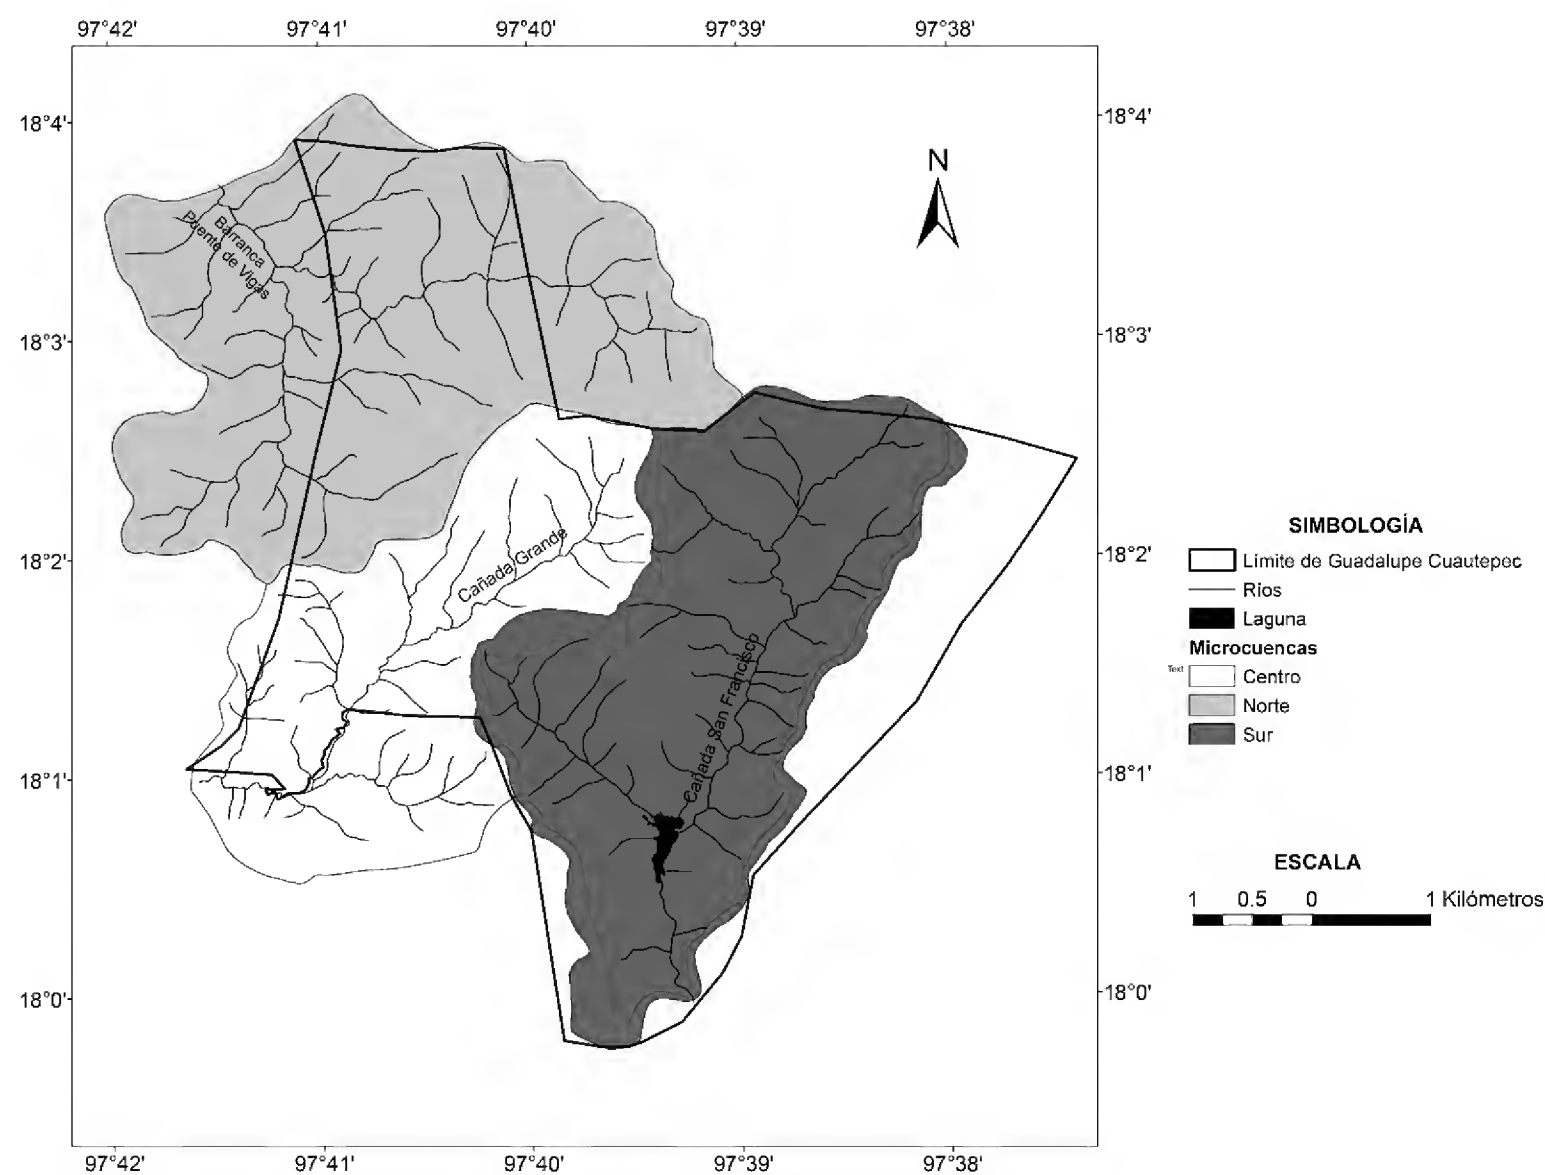 97°42' 97°41' 97°40' 97°39' 97°38'
18°4' 18°4'
N
Barranca
Puente de Vigas
18°3' 18°3'
SIMBOLOGÍA
18°2' 18°2'
Cañada Grande
Límite de Guadalupe Cuautepec
Ríos
Laguna
Microcuencas
Text
Centro
Norte
Sur
Cañada San Francisco
18°1' 18°1'
ESCALA
1 0.5 0 1 Kilómetros
18°0' 18°0'
97°42' 97°41' 97°40' 97°39' 97°38'